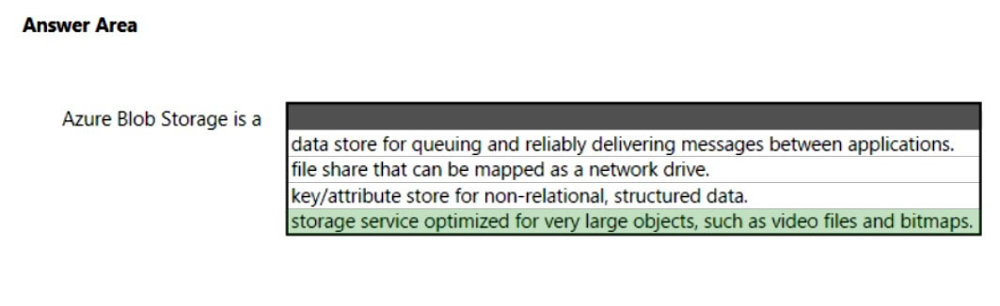 Answer Area
Azure Blob Storage is a
data store for queuing and reliably delivering messages between applications.
file share that can be mapped as a network drive.
key/attribute store for non-relational, structured data.
storage service optimized for very large objects, such as video files and bitmaps.